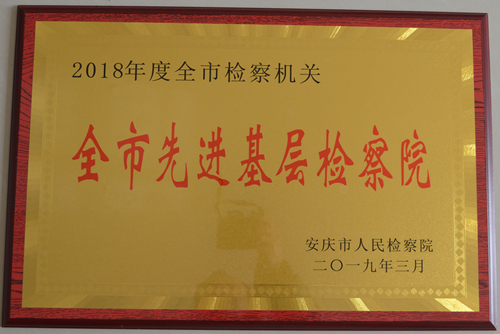 2018年度全市检察机关
全市先进基层检察院
安庆市人民检察院
二〇一九年三月